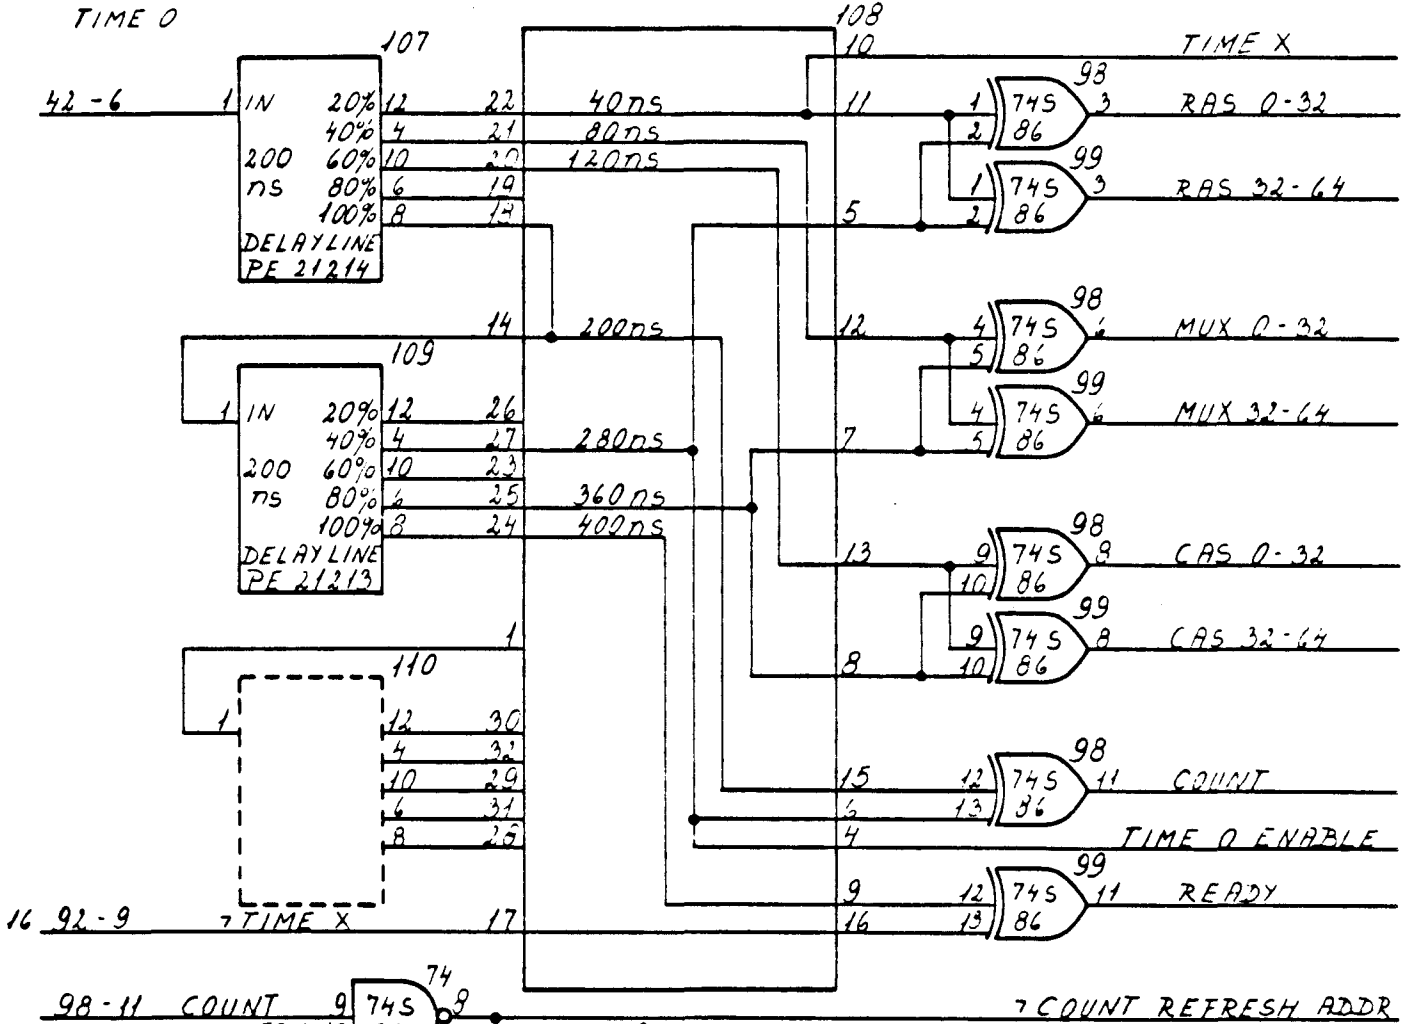 TIME 0
108
107
10 TIME X
42-6 1 IN 20% 12 22 40ns 11 1 74S 3 RAS 0-32
98
40% 4 21 80ns 2 86
200 60% 10 20 120ns
99
ns 80% 6 19 1 74S 3 RAS 32-64
100% 8 18 5 2 86
DELAYLINE
PE 21214
98
14 200ns 12 4 74S 6 MUX 0-32
109 5 86
99
1 IN 20% 12 26 4 74S 6 MUX 32-64
40% 4 27 280ns 7 5 86
200 60% 10 23
ns 80% 6 25 360ns
100% 8 24 400ns
98
DELAYLINE 13 9 74S 8 CAS 0-32
PE 21213 10 86
99
1 9 74S 8 CAS 32-64
110 8 10 86
1 12 30
4 32
98
10 29 15 12 74S 11 COUNT
6 31 6 13 86
8 28 4 TIME 0 ENABLE
99
9 12 74S 11 READY
16 92-9 ¬TIME X 17 16 13 86
74
98-11 COUNT 9 74S 8 ¬COUNT REFRESH ADDR